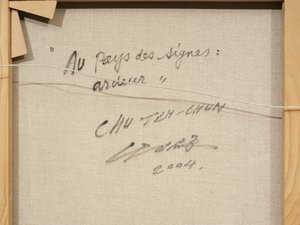 "Au Pays des signes:
ardeur"
CHU TEH-CHUN
2004.